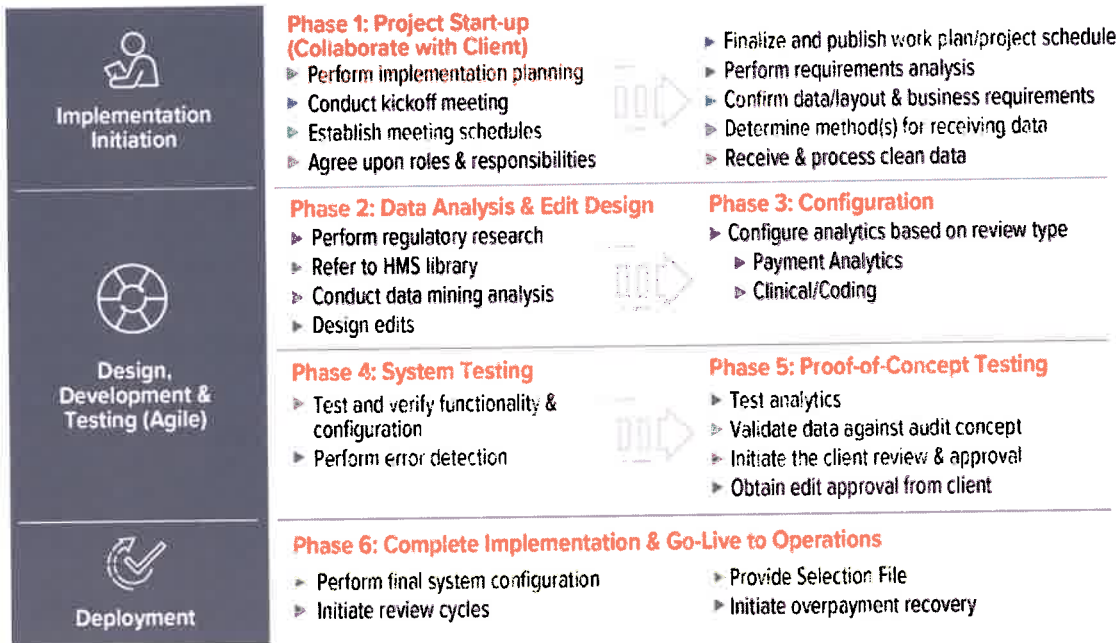 Implementation
Initiation
Phase 1: Project Start-up
(Collaborate with Client)
Perform implementation planning
Conduct kickoff meeting
Establish meeting schedules
Agree upon roles & responsibilities
Finalize and publish work plan/project schedule
Perform requirements analysis
Confirm data/layout & business requirements
Determine method(s) for receiving data
Receive & process clean data
Design,
Development &
Testing (Agile)
Phase 2: Data Analysis & Edit Design
Perform regulatory research
Refer to HMS library
Conduct data mining analysis
Design edits
Phase 3: Configuration
Configure analytics based on review type
Payment Analytics
Clinical/Coding
Phase 4: System Testing
Test and verify functionality &
configuration
Perform error detection
Phase 5: Proof-of-Concept Testing
Test analytics
Validate data against audit concept
Initiate the client review & approval
Obtain edit approval from client
Deployment
Phase 6: Complete Implementation & Go-Live to Operations
Perform final system configuration
Initiate review cycles
Provide Selection File
Initiate overpayment recovery